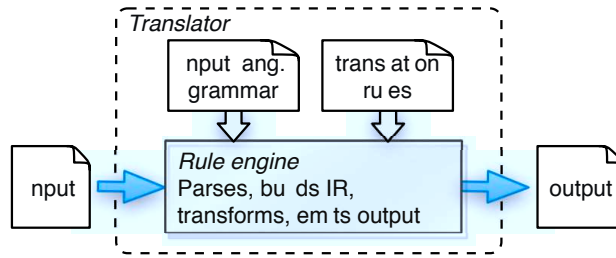 Translator
nput ang.
grammar
trans at on
ru es
nput
Rule engine
Parses, bu ds IR,
transforms, em ts output
output